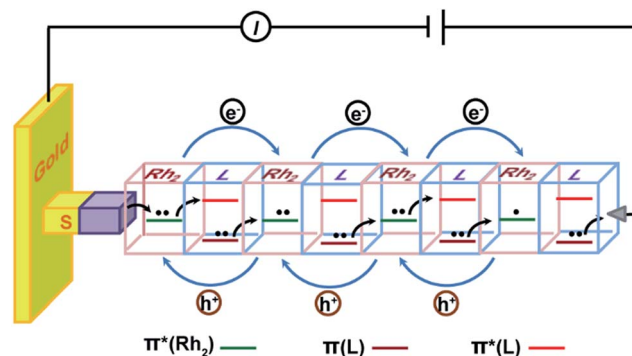 I
Gold
S
Rh₂ L Rh₂ L Rh₂ L Rh₂ L
e⁻ e⁻ e⁻
h⁺ h⁺ h⁺
π*(Rh₂) π(L) π*(L)